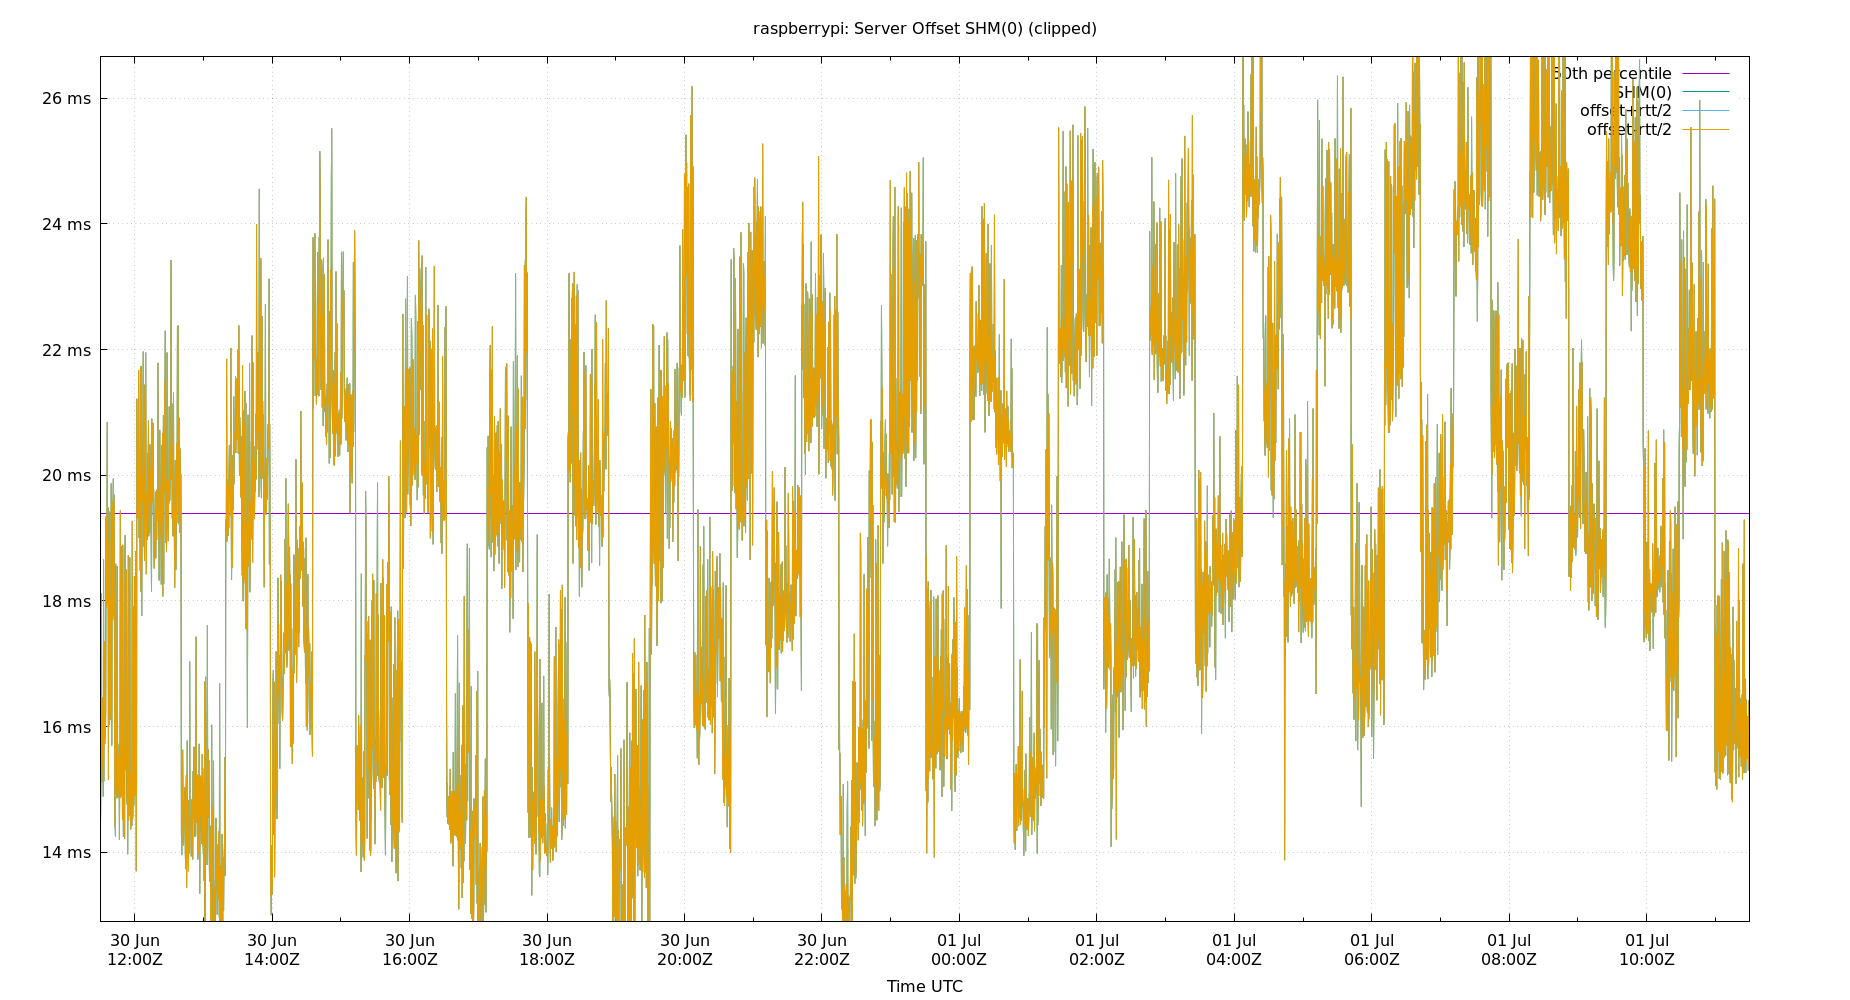 raspberrypi: Server Offset SHM(0) (clipped)
50th percentile
SHM(0)
offset+rtt/2
offset-rtt/2
26 ms
24 ms
22 ms
20 ms
18 ms
16 ms
14 ms
30 Jun 30 Jun 30 Jun 30 Jun 30 Jun 30 Jun 01 Jul 01 Jul 01 Jul 01 Jul 01 Jul 01 Jul
12:00Z 14:00Z 16:00Z 18:00Z 20:00Z 22:00Z 00:00Z 02:00Z 04:00Z 06:00Z 08:00Z 10:00Z
Time UTC